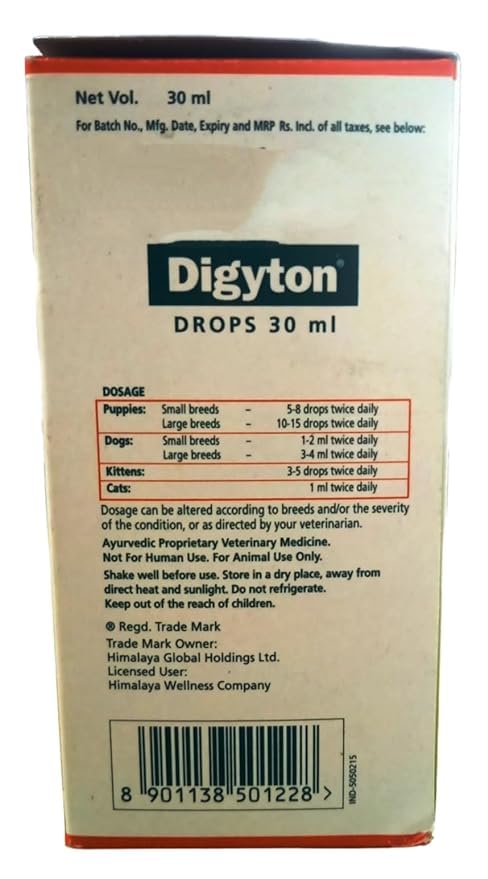 Net Vol. 30 ml
For Batch No., Mfg. Date, Expiry and MRP Rs. Incl. of all taxes, see below:
Digyton®
DROPS 30 ml
DOSAGE
Puppies: Small breeds – 5-8 drops twice daily
Large breeds – 10-15 drops twice daily
Dogs: Small breeds – 1-2 ml twice daily
Large breeds – 3-4 ml twice daily
Kittens: 3-5 drops twice daily
Cats: 1 ml twice daily
Dosage can be altered according to breeds and/or the severity
of the condition, or as directed by your veterinarian.
Ayurvedic Proprietary Veterinary Medicine.
Not For Human Use. For Animal Use Only.
Shake well before use. Store in a dry place, away from
direct heat and sunlight. Do not refrigerate.
Keep out of the reach of children.
® Regd. Trade Mark
Trade Mark Owner:
Himalaya Global Holdings Ltd.
Licensed User:
Himalaya Wellness Company
8 901138 501228 >
IND-5050215